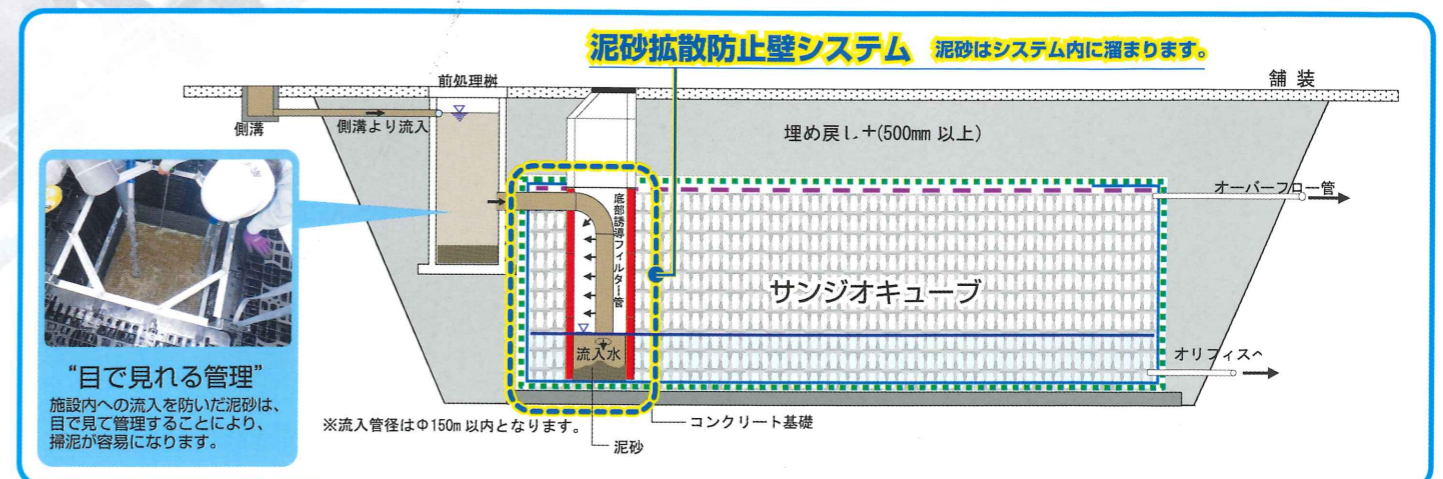 泥砂拡散防止壁システム 泥砂はシステム内に溜まります。
前処理桝
舗 装
側溝
側溝より流入
埋め戻し+(500mm 以上)
オーバーフロー管
底部誘導フィルター管
サンジオキューブ
流入水
オリフィスへ
“目で見れる管理”
施設内への流入を防いだ泥砂は、
目で見て管理することにより、
掃泥が容易になります。
※流入管径はΦ150m 以内となります。
コンクリート基礎
泥砂